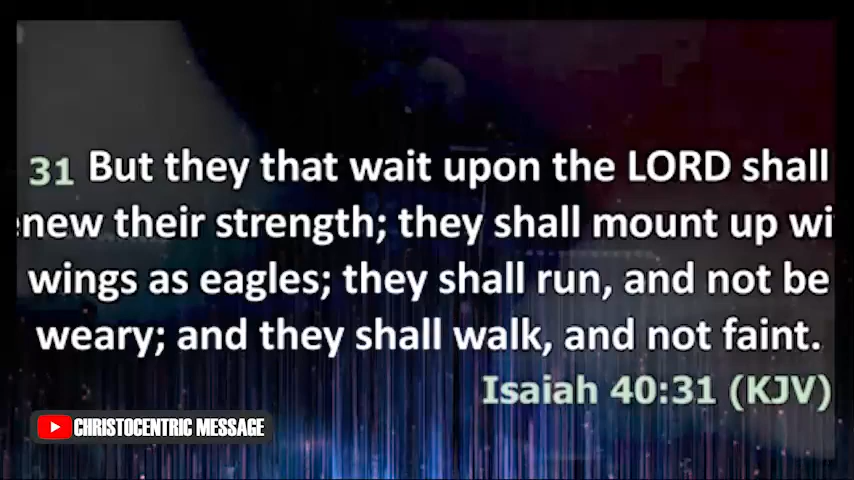 31 But they that wait upon the LORD shall
enew their strength; they shall mount up wi
wings as eagles; they shall run, and not be
weary; and they shall walk, and not faint.
Isaiah 40:31 (KJV)
CHRISTOCENTRIC MESSAGE